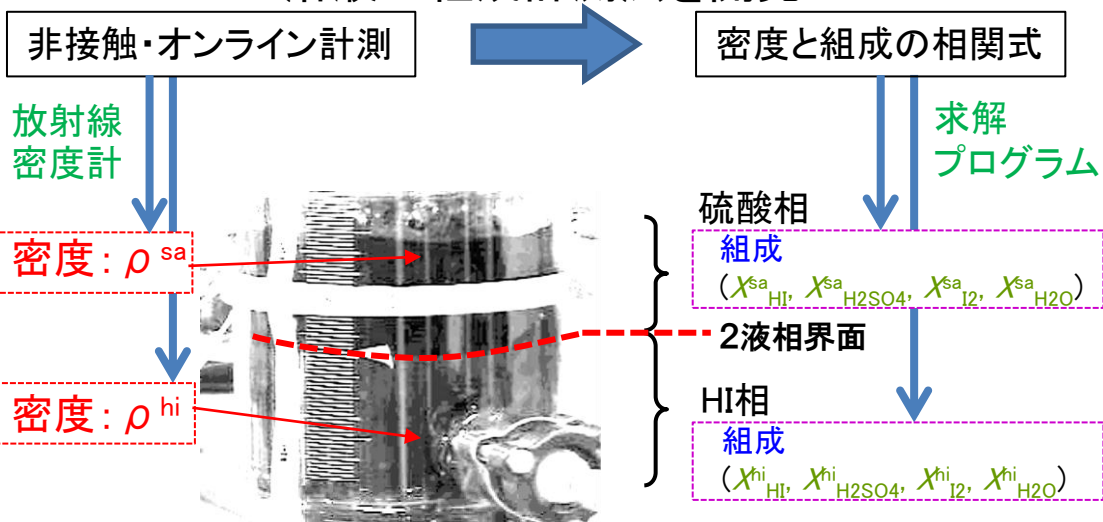 非接触・オンライン計測
密度と組成の相関式
放射線
密度計
求解
プログラム
硫酸相
密度: ρ sa
組成
(XsaHI, XsaH2SO4, XsaI2, XsaH2O)
2液相界面
HI相
密度: ρ hi
組成
(XhiHI, XhiH2SO4, XhiI2, XhiH2O)